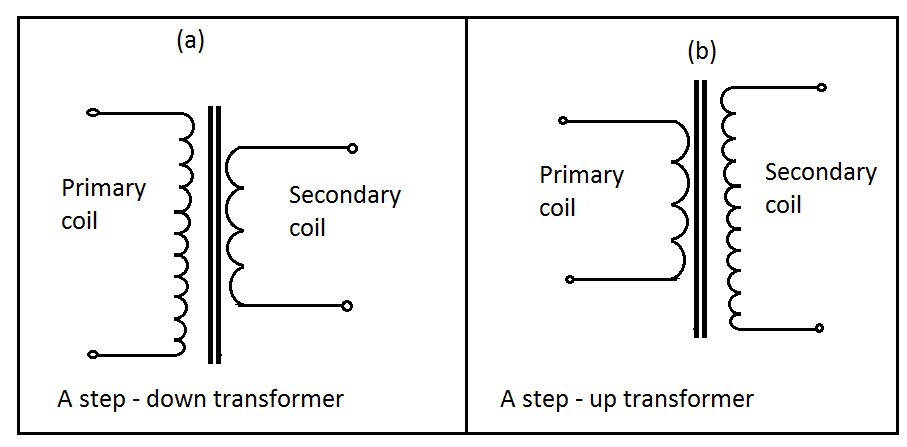 (a)
Primary
coil
Secondary
coil
A step - down transformer
(b)
Primary
coil
Secondary
coil
A step - up transformer